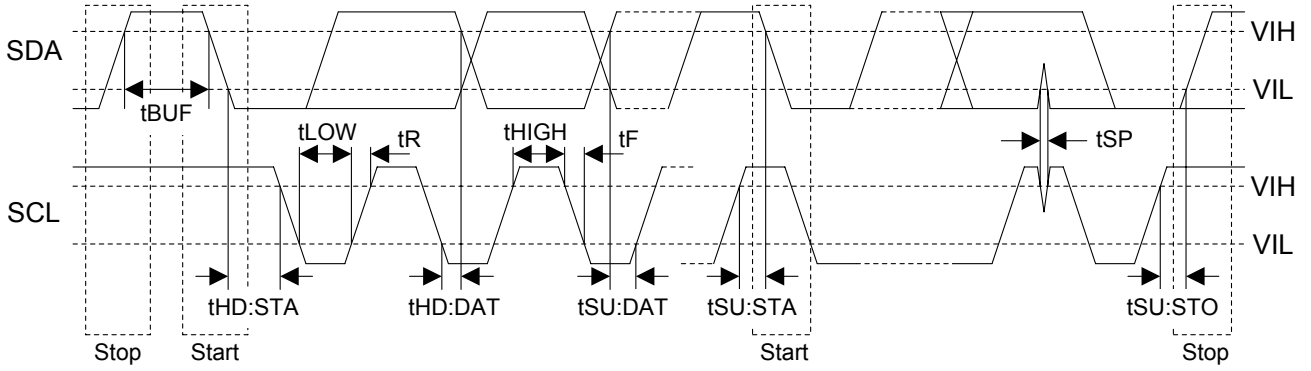 SDA
VIH
VIL
tBUF
tLOW
tR
tHIGH
tF
tSP
SCL
VIH
VIL
tHD:STA
tHD:DAT
tSU:DAT
tSU:STA
tSU:STO
Stop
Start
Start
Stop